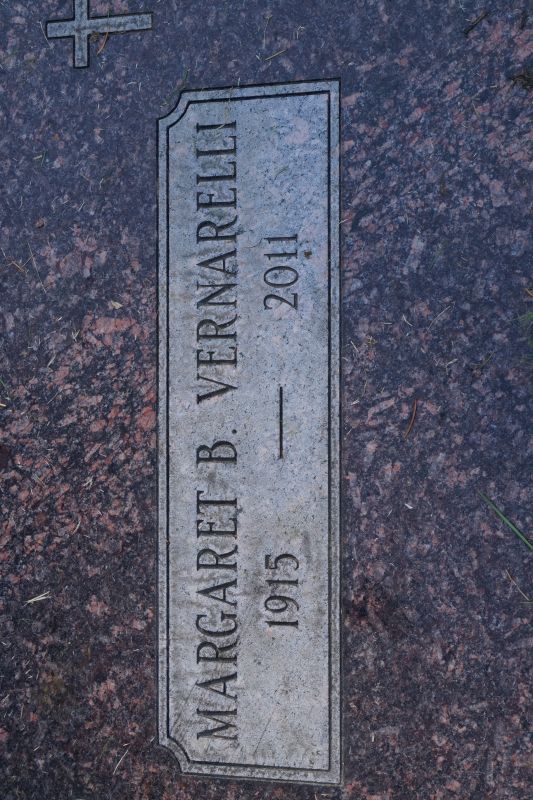 MARGARET B. VERNARELLI
1915 — 2011